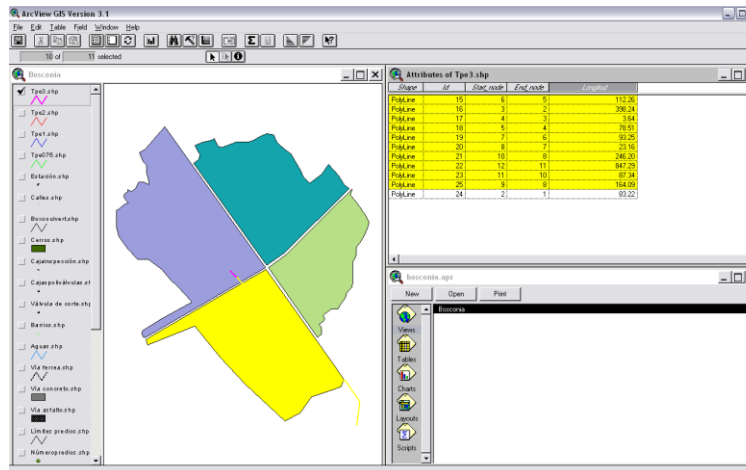 ArcView GIS Version 3.1
File Edit Table Field Window Help
10 of 11 selected
Bosconia
Tpe3.shp
Tpe2.shp
Tpe1.shp
Tpe075.shp
Estación.shp
Calles.shp
Boxcoulvert.shp
Cerros.shp
Cajainspección.shp
Cajaspoliválvulas.sh
Válvula de corte.shp
Barrios.shp
Aguas.shp
Vía ferrea.shp
Vía concreto.shp
Vía asfalto.shp
Límites predios.shp
Númeropredios.shp
Attributes of Tpe3.shp
Shape Id Start_node End_node Longitud
PolyLine 15 6 5 112.26
PolyLine 16 3 2 398.24
PolyLine 17 4 3 3.64
PolyLine 18 5 4 78.51
PolyLine 19 7 6 93.25
PolyLine 20 8 7 23.16
PolyLine 21 10 8 246.20
PolyLine 22 12 11 847.29
PolyLine 23 11 10 87.34
PolyLine 25 9 8 164.09
PolyLine 24 2 1 83.22
bosconia.apr
New Open Print
Bosconia
Views
Tables
Charts
Layouts
Scripts